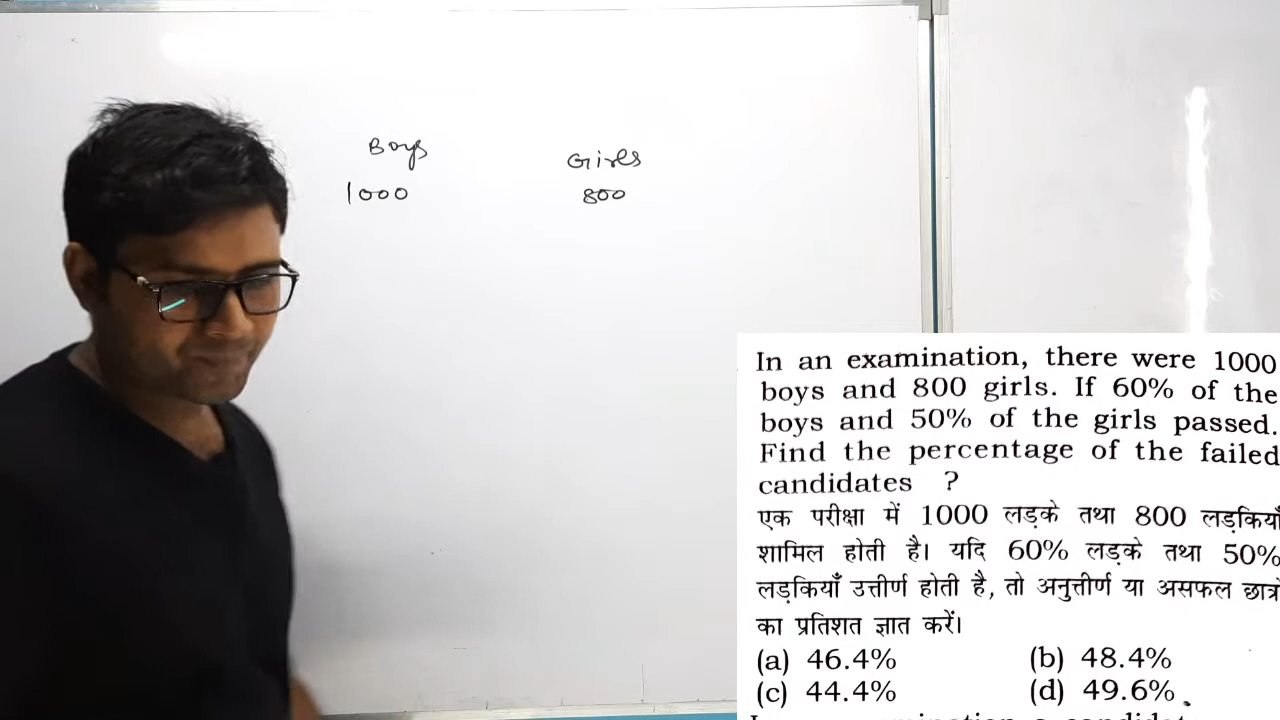 Boys Girls
1000 800
In an examination, there were 1000
boys and 800 girls. If 60% of the
boys and 50% of the girls passed.
Find the percentage of the failed
candidates ?
एक परीक्षा में 1000 लड़के तथा 800 लड़कियाँ
शामिल होती है। यदि 60% लड़के तथा 50%
लड़कियाँ उत्तीर्ण होती है, तो अनुत्तीर्ण या असफल छात्रों
का प्रतिशत ज्ञात करें।
(a) 46.4% (b) 48.4%
(c) 44.4% (d) 49.6%